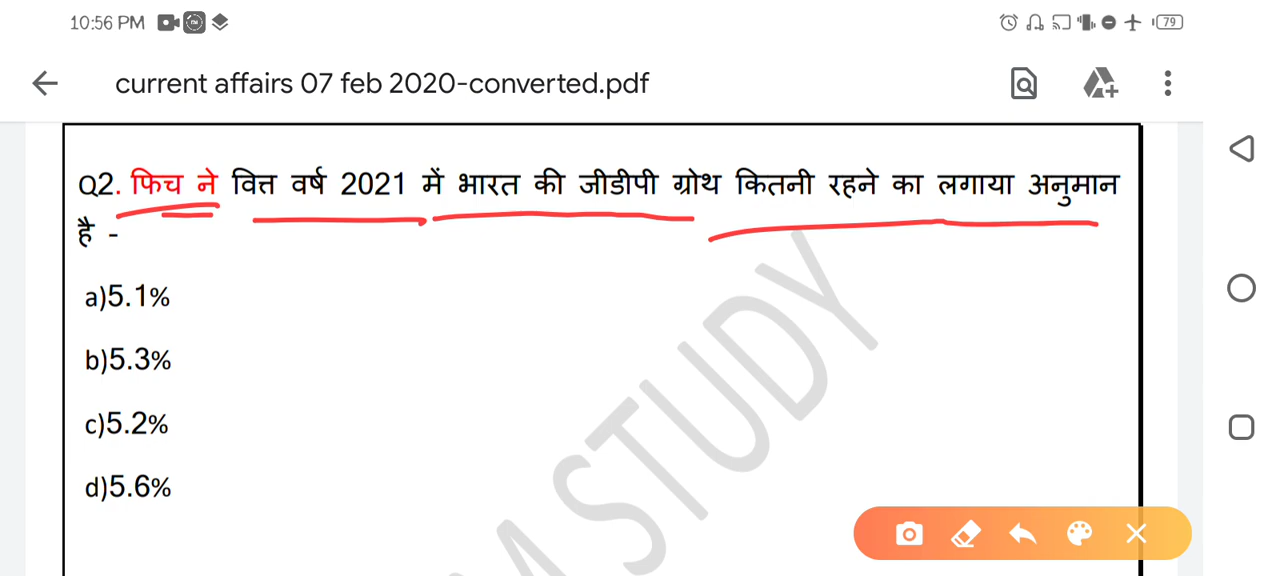 10:56 PM
79
current affairs 07 feb 2020-converted.pdf
Q2. फिच ने वित्त वर्ष 2021 में भारत की जीडीपी ग्रोथ कितनी रहने का लगाया अनुमान
है -
a)5.1%
b)5.3%
c)5.2%
d)5.6%
M STUDY